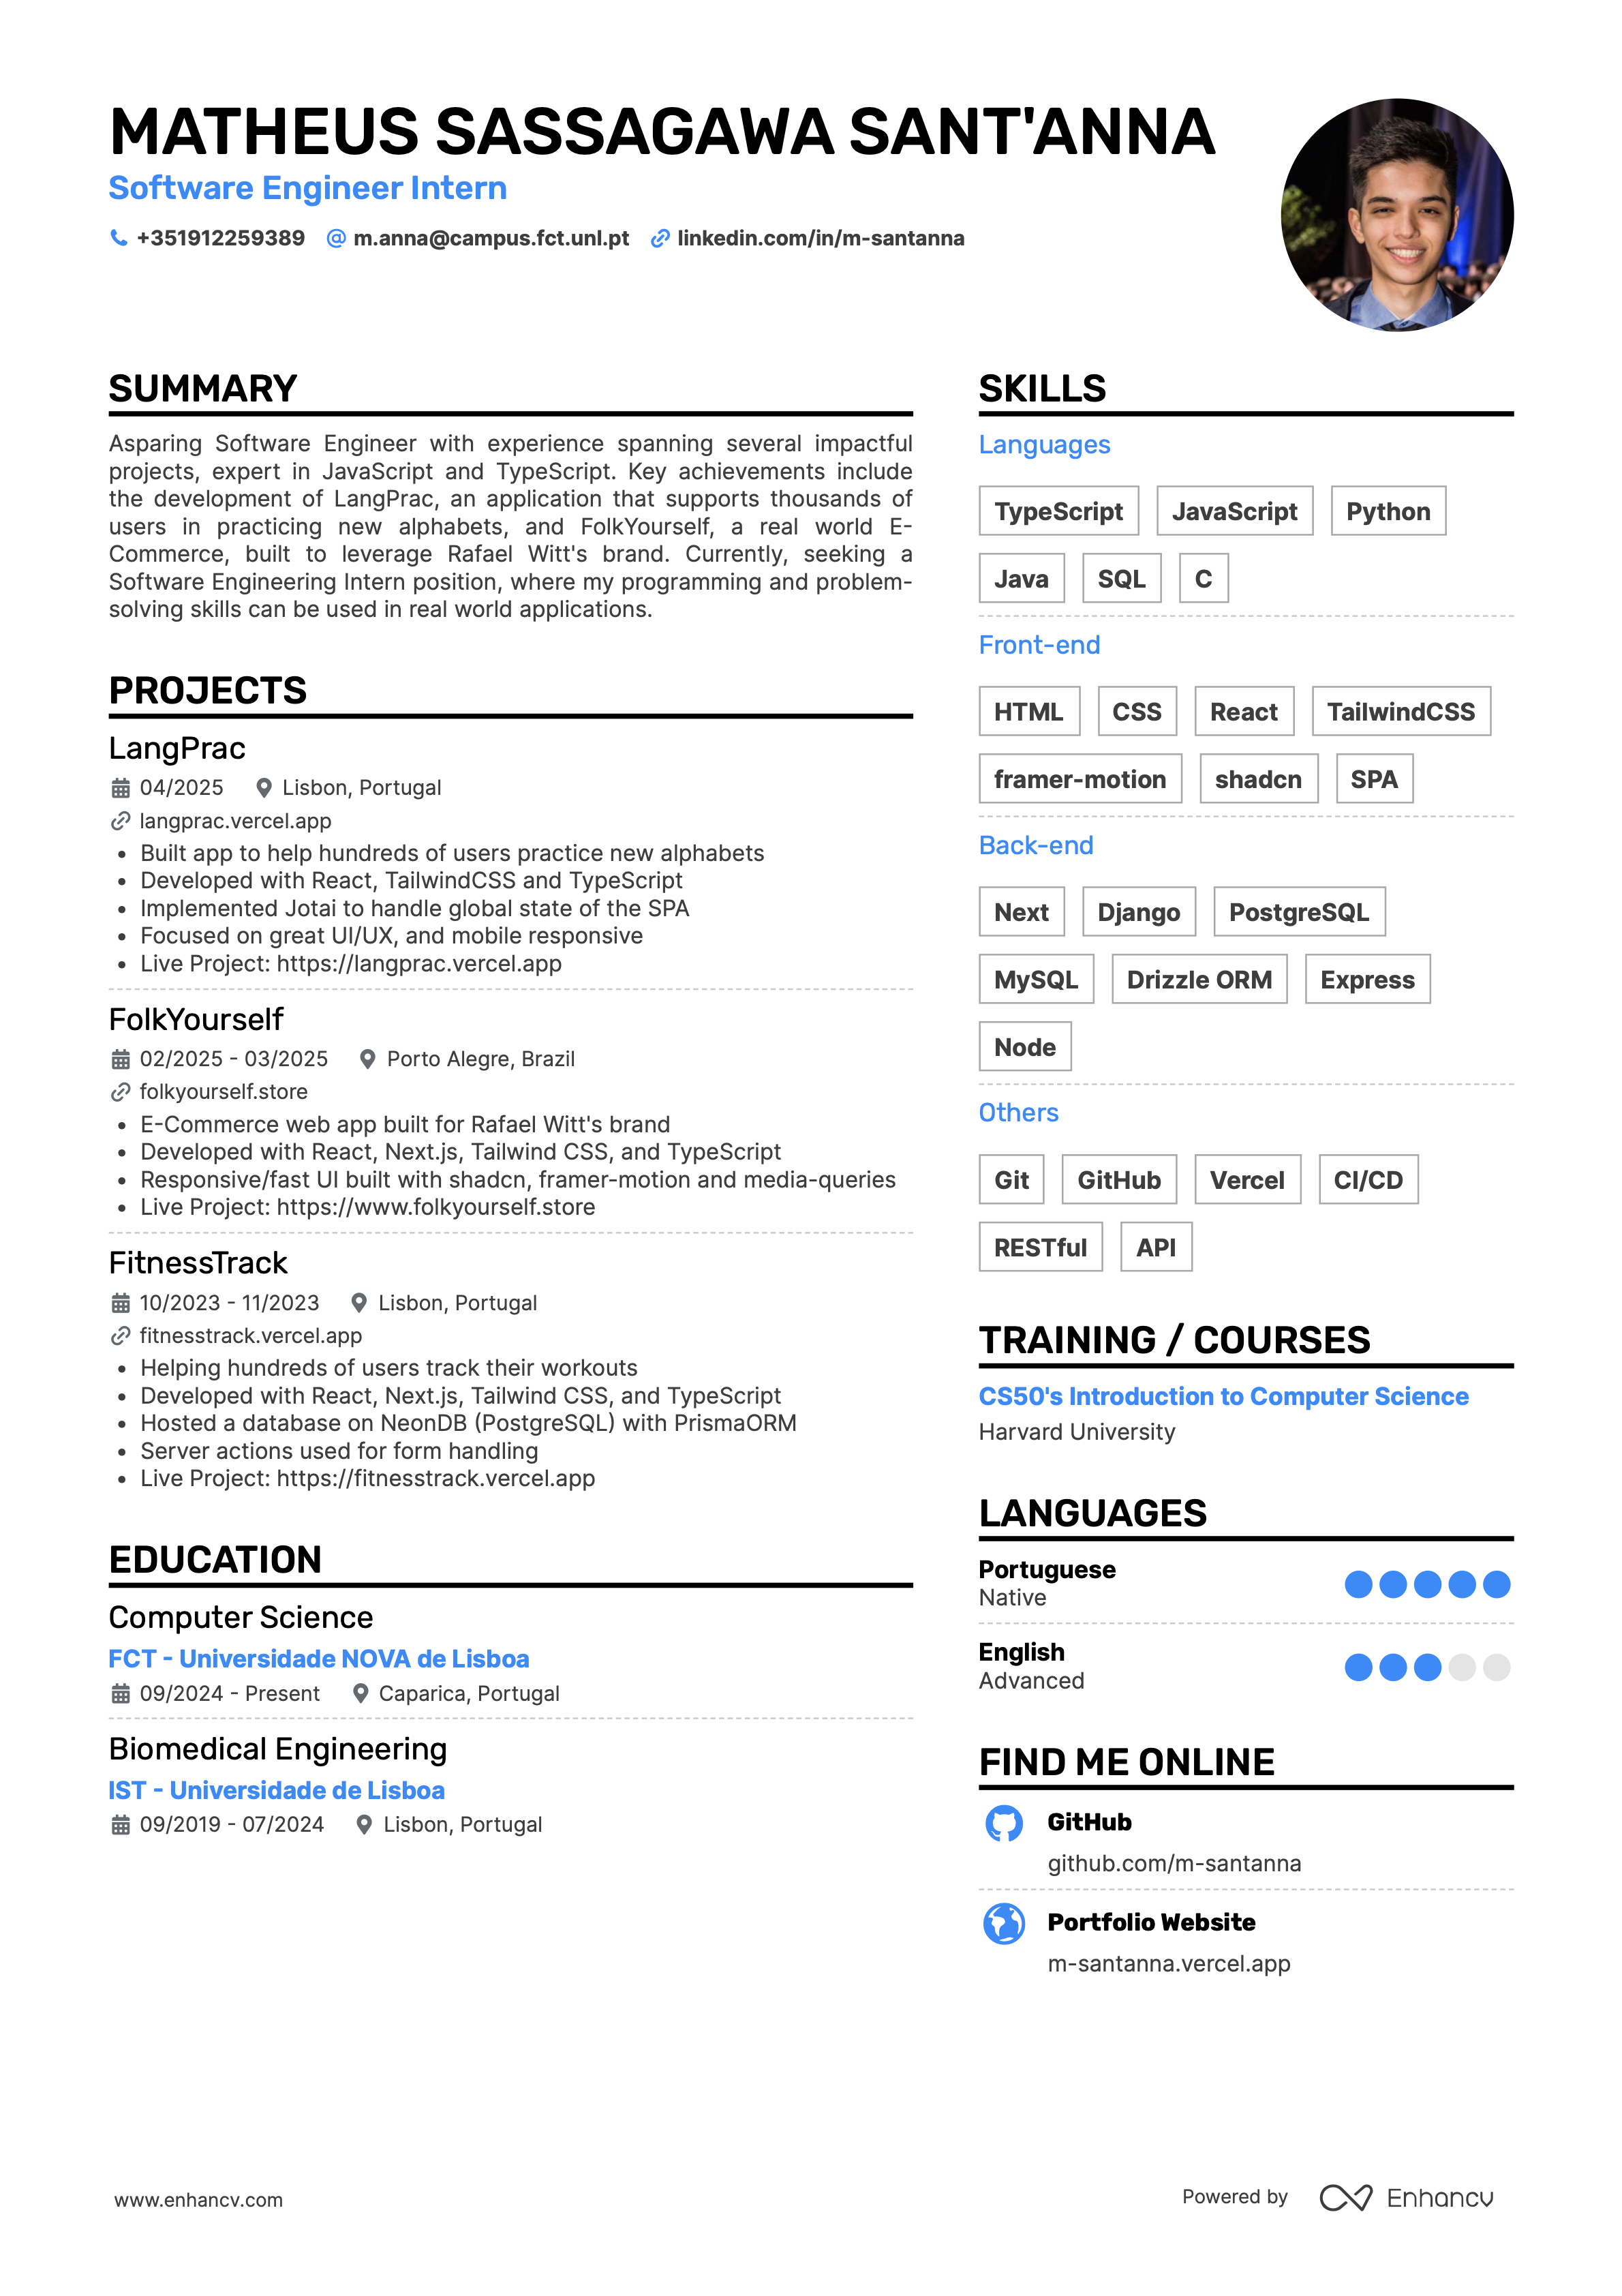 MATHEUS SASSAGAWA SANT'ANNA
Software Engineer Intern
+351912259389 @ m.anna@campus.fct.unl.pt linkedin.com/in/m-santanna
SUMMARY
Asparing Software Engineer with experience spanning several impactful
projects, expert in JavaScript and TypeScript. Key achievements include
the development of LangPrac, an application that supports thousands of
users in practicing new alphabets, and FolkYourself, a real world E-
Commerce, built to leverage Rafael Witt's brand. Currently, seeking a
Software Engineering Intern position, where my programming and problem-
solving skills can be used in real world applications.
PROJECTS
LangPrac
04/2025 Lisbon, Portugal
langprac.vercel.app
• Built app to help hundreds of users practice new alphabets
• Developed with React, TailwindCSS and TypeScript
• Implemented Jotai to handle global state of the SPA
• Focused on great UI/UX, and mobile responsive
• Live Project: https://langprac.vercel.app
FolkYourself
02/2025 - 03/2025 Porto Alegre, Brazil
folkyourself.store
• E-Commerce web app built for Rafael Witt's brand
• Developed with React, Next.js, Tailwind CSS, and TypeScript
• Responsive/fast UI built with shadcn, framer-motion and media-queries
• Live Project: https://www.folkyourself.store
FitnessTrack
10/2023 - 11/2023 Lisbon, Portugal
fitnesstrack.vercel.app
• Helping hundreds of users track their workouts
• Developed with React, Next.js, Tailwind CSS, and TypeScript
• Hosted a database on NeonDB (PostgreSQL) with PrismaORM
• Server actions used for form handling
• Live Project: https://fitnesstrack.vercel.app
EDUCATION
Computer Science
FCT - Universidade NOVA de Lisboa
09/2024 - Present Caparica, Portugal
Biomedical Engineering
IST - Universidade de Lisboa
09/2019 - 07/2024 Lisbon, Portugal
SKILLS
Languages
TypeScript JavaScript Python
Java SQL C
Front-end
HTML CSS React TailwindCSS
framer-motion shadcn SPA
Back-end
Next Django PostgreSQL
MySQL Drizzle ORM Express
Node
Others
Git GitHub Vercel CI/CD
RESTful API
TRAINING / COURSES
CS50's Introduction to Computer Science
Harvard University
LANGUAGES
Portuguese
Native
English
Advanced
FIND ME ONLINE
GitHub
github.com/m-santanna
Portfolio Website
m-santanna.vercel.app
www.enhancv.com
Powered by Enhancv